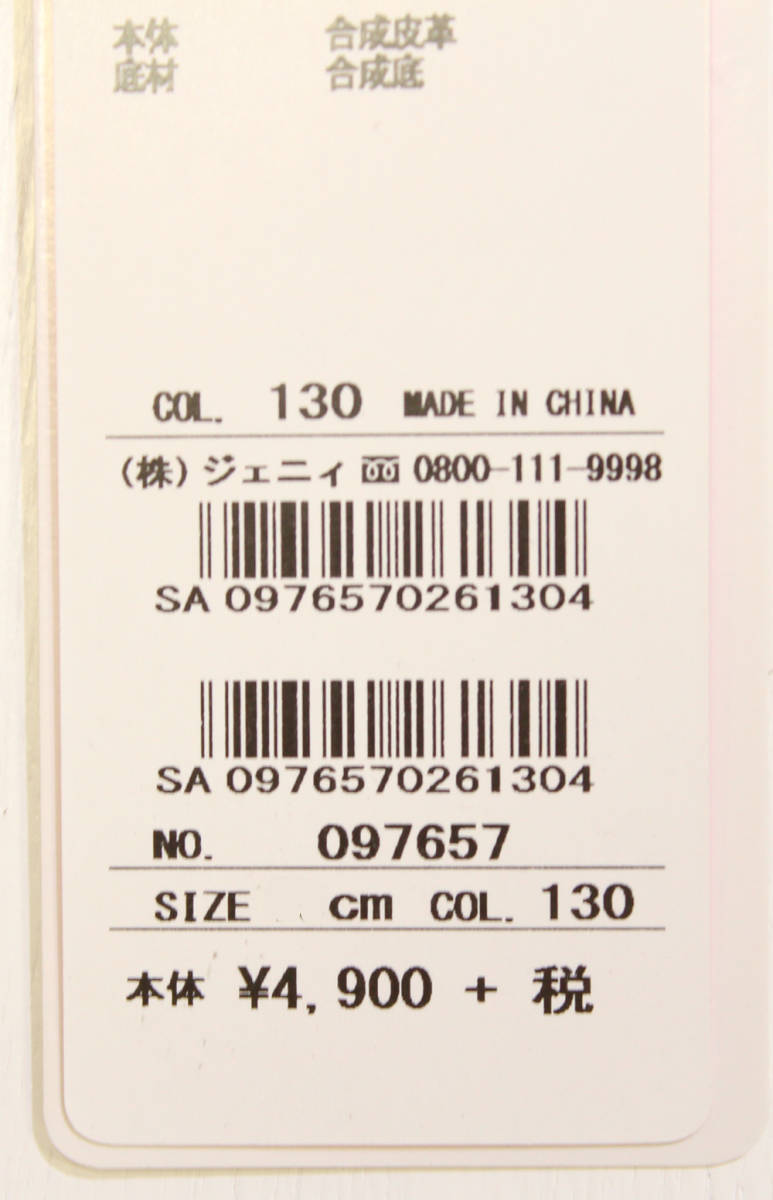 本体 合成皮革
底材 合成底
COL. 130 MADE IN CHINA
(株)ジェニィ 0800-111-9998
SA 0976570261304
SA 0976570261304
NO. 097657
SIZE cm COL. 130
本体 ¥4,900 + 税